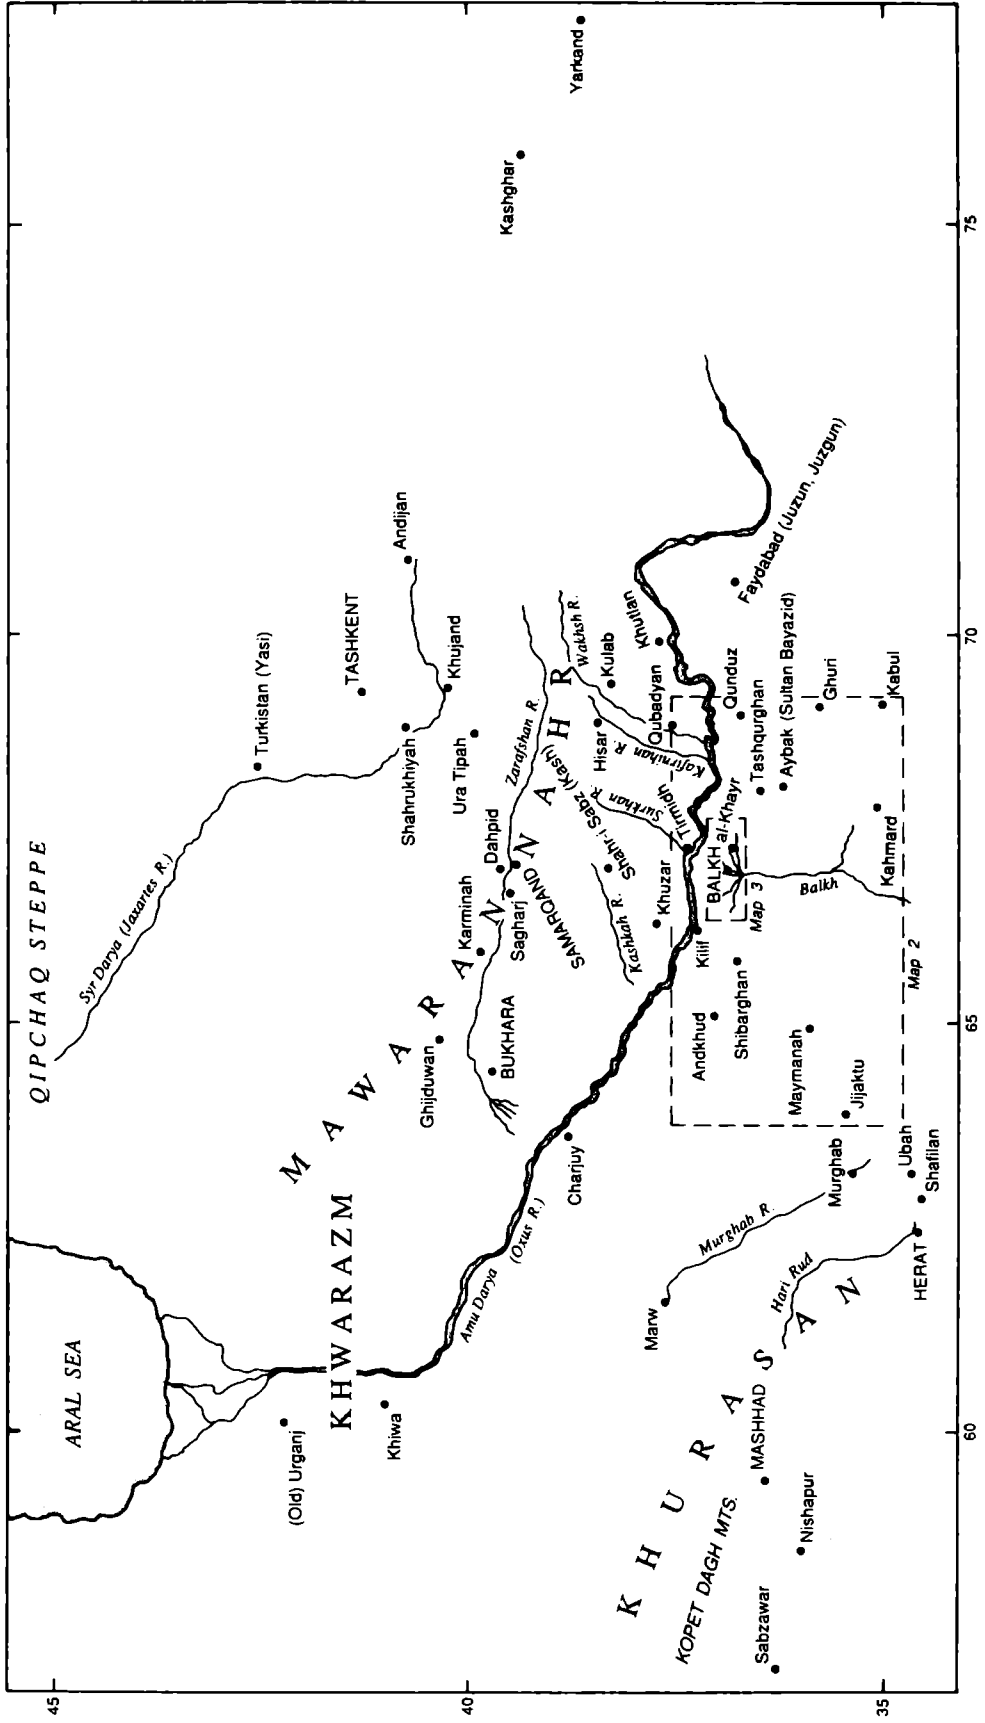 QIPCHAQ STEPPE
ARAL SEA
Syr Darya (Jaxartes R.)
Turkistan (Yasi)
TASHKENT
Andijan
Khujand
Shahrukhiyah
Ura Tipah
Kashghar
Yarkand
(Old) Urganj
KHWARAZM
Khiwa
MAWARANNAHR
Ghijduwan
Karminah
Dahpid
Zarafshan R.
Sagharj
SAMARQAND
BUKHARA
Shahr-i Sabz (Kash)
Kashkah R.
Khuzar
Hisar
Wakhsh R.
Kulab
Surkhan R.
Kafirnihan R.
Qubadyan
Khutlan
Tirmidh
Amu Darya
(Oxus R.)
Charjuy
Kilif
BALKH
al-Khayr
Map 3
Andkhud
Shibarghan
Tashqurghan
Qunduz
Aybak (Sultan Bayazid)
Faydabad (Juzun, Juzgun)
Ghuri
Kabul
Kahmard
Balkh
Map 2
Maymanah
Jijaktu
Murghab
Murghab R.
Ubah
Shafilan
HERAT
Hari Rud
Marw
KHURASAN
KOPET DAGH MTS.
MASHHAD
Nishapur
Sabzawar
45
40
35
60
65
70
75